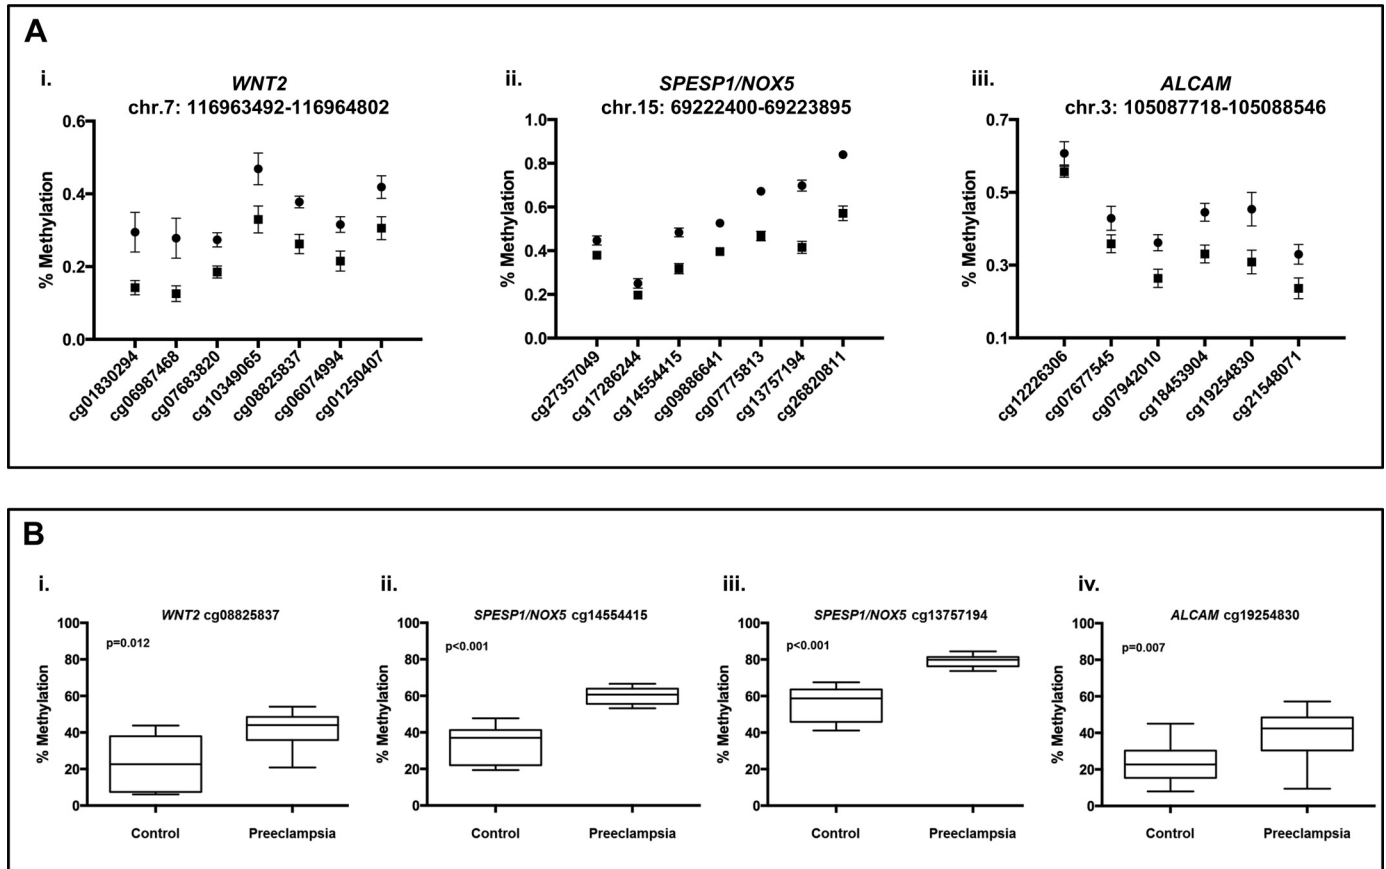 A
i.
WNT2
chr.7: 116963492-116964802
% Methylation
0.6
0.4
0.2
0.0
cg01830294
cg06987468
cg07683820
cg10349065
cg08825837
cg06074994
cg01250407
ii.
SPESP1/NOX5
chr.15: 69222400-69223895
% Methylation
1.0
0.8
0.6
0.4
0.2
0.0
cg27357049
cg17286244
cg14554415
cg09886641
cg07775813
cg13757194
cg26820811
iii.
ALCAM
chr.3: 105087718-105088546
% Methylation
0.7
0.5
0.3
0.1
cg12226306
cg07677545
cg07942010
cg18453904
cg19254830
cg21548071
B
i.
WNT2 cg08825837
% Methylation
100
80
60
40
20
0
p=0.012
Control Preeclampsia
ii.
SPESP1/NOX5 cg14554415
% Methylation
100
80
60
40
20
0
p<0.001
Control Preeclampsia
iii.
SPESP1/NOX5 cg13757194
% Methylation
100
80
60
40
20
0
p<0.001
Control Preeclampsia
iv.
ALCAM cg19254830
% Methylation
100
80
60
40
20
0
p=0.007
Control Preeclampsia